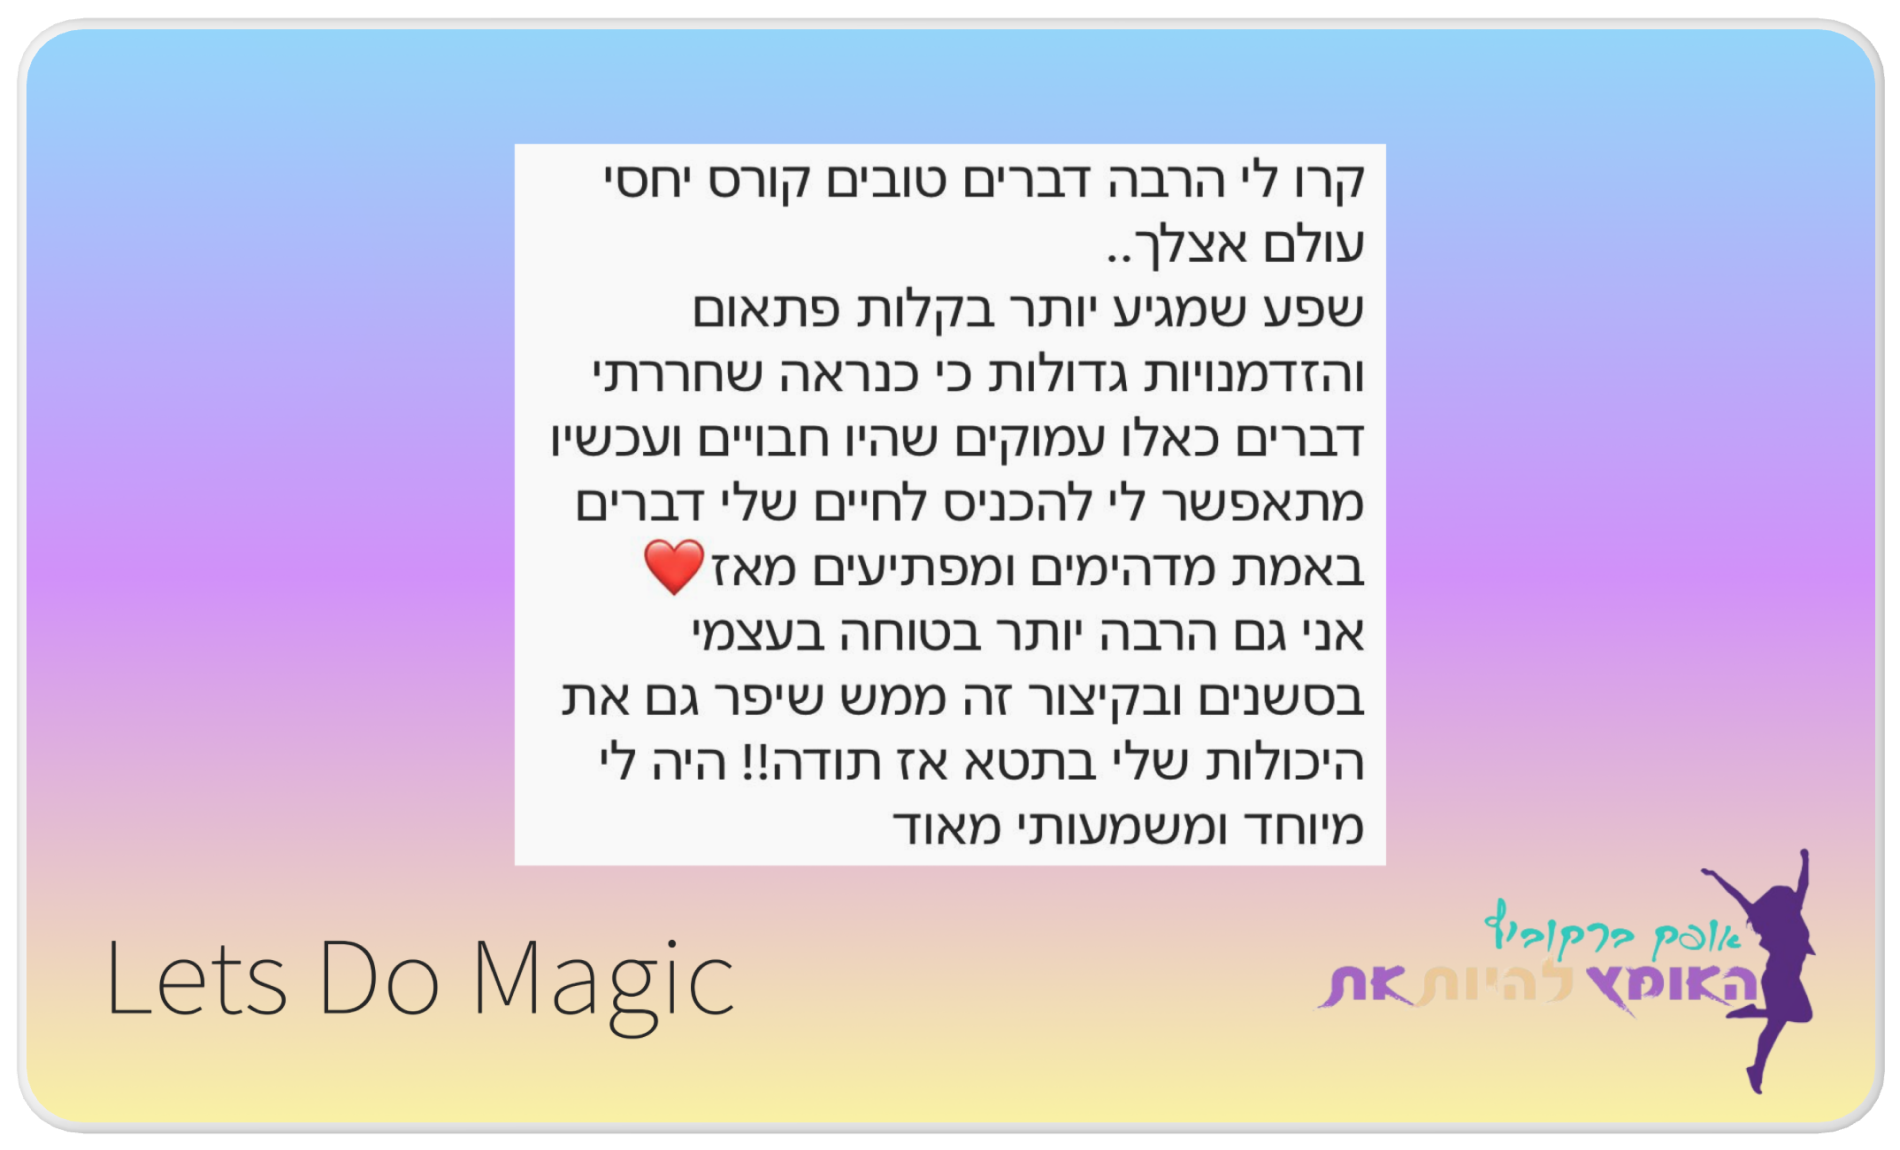 קרו לי הרבה דברים טובים קורס יחסי
עולם אצלך..
שפע שמגיע יותר בקלות פתאום
והזדמנויות גדולות כי כנראה שחררתי
דברים כאלו עמוקים שהיו חבויים ועכשיו
מתאפשר לי להכניס לחיים שלי דברים
באמת מדהימים ומפתיעים מאז❤️
אני גם הרבה יותר בטוחה בעצמי
בסשנים ובקיצור זה ממש שיפר גם את
היכולות שלי בתטא אז תודה!! היה לי
מיוחד ומשמעותי מאוד
אופק ברקוביץ
האומץ להיות את
Lets Do Magic